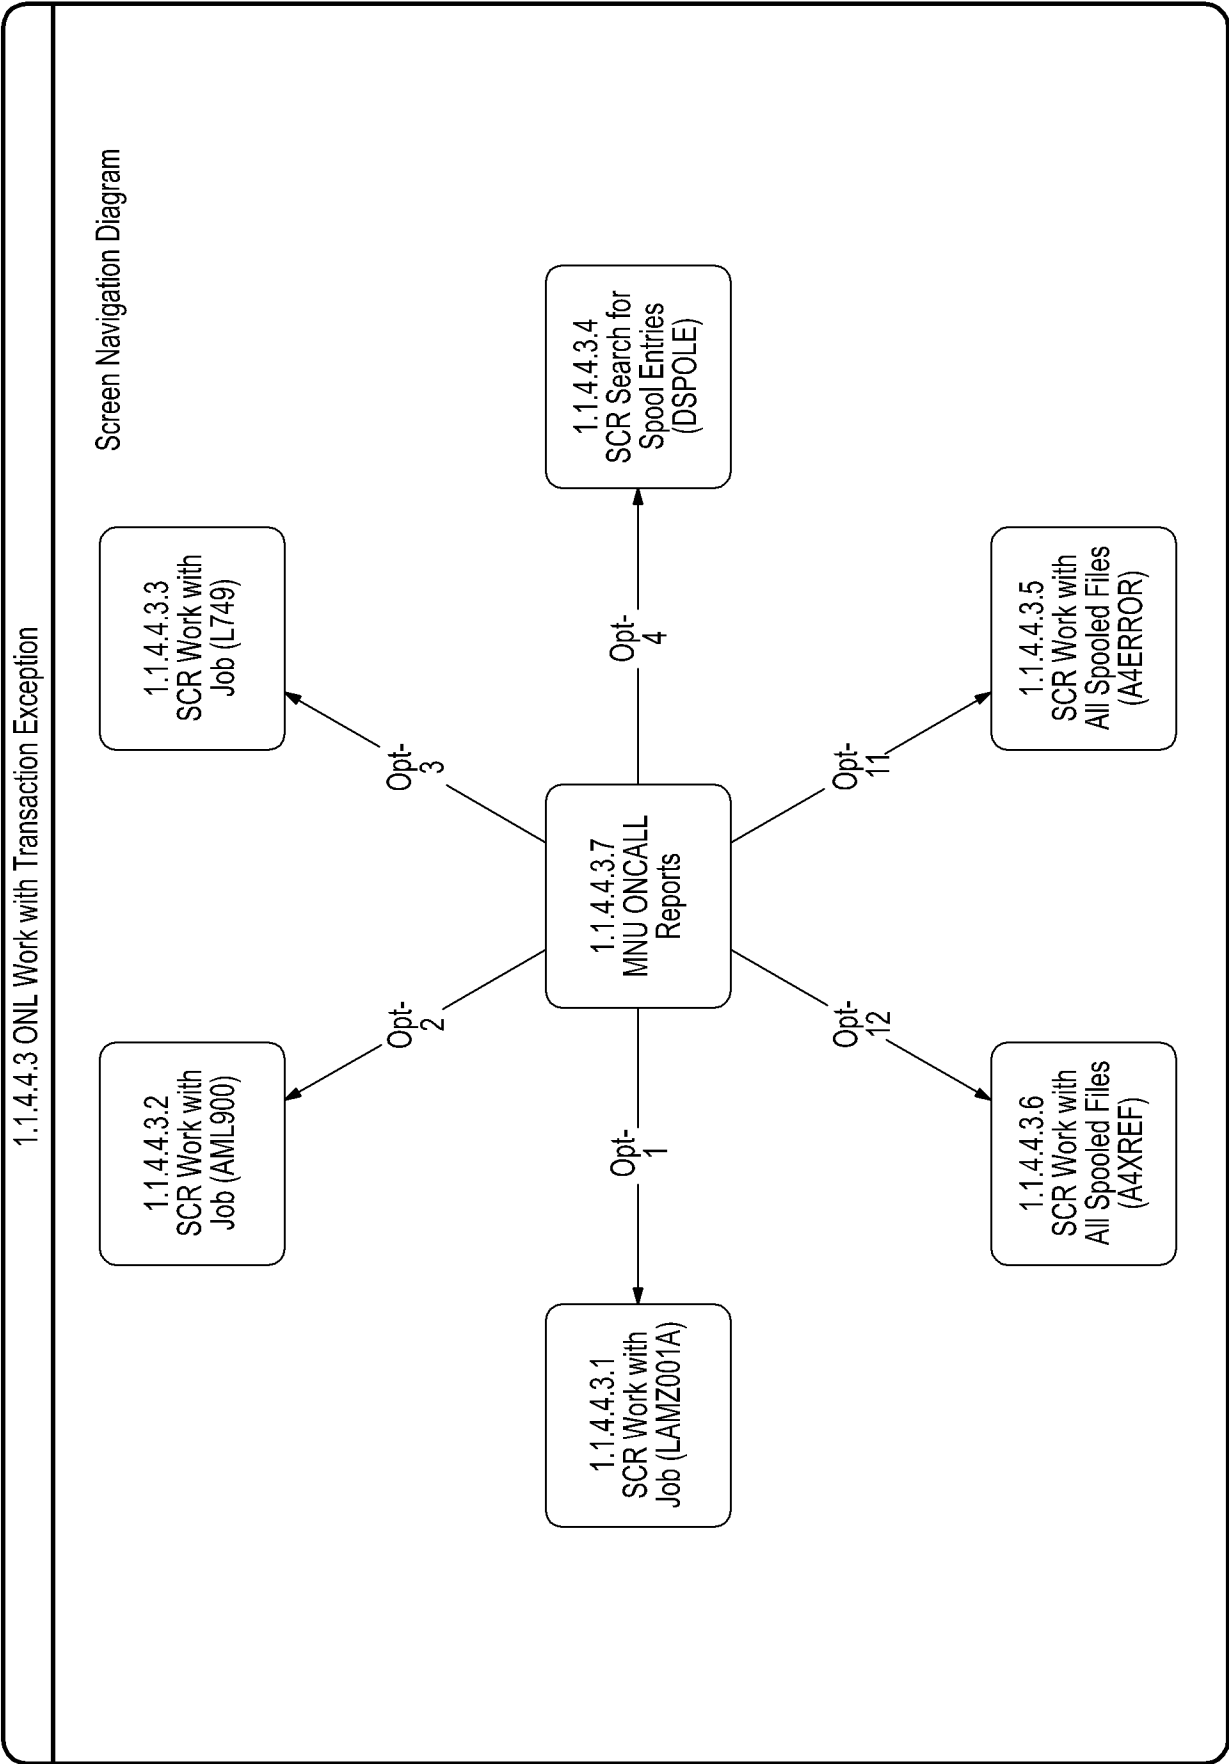 1.1.4.4.3 ONL Work with Transaction Exception
Screen Navigation Diagram
1.1.4.4.3.2
SCR Work with
Job (AML900)
1.1.4.4.3.3
SCR Work with
Job (L749)
Opt-
2
Opt-
3
1.1.4.4.3.1
SCR Work with
Job (LAMZ001A)
Opt-
1
1.1.4.4.3.7
MNU ONCALL
Reports
Opt-
4
1.1.4.4.3.4
SCR Search for
Spool Entries
(DSPOLE)
Opt-
12
Opt-
11
1.1.4.4.3.6
SCR Work with
All Spooled Files
(A4XREF)
1.1.4.4.3.5
SCR Work with
All Spooled Files
(A4ERROR)